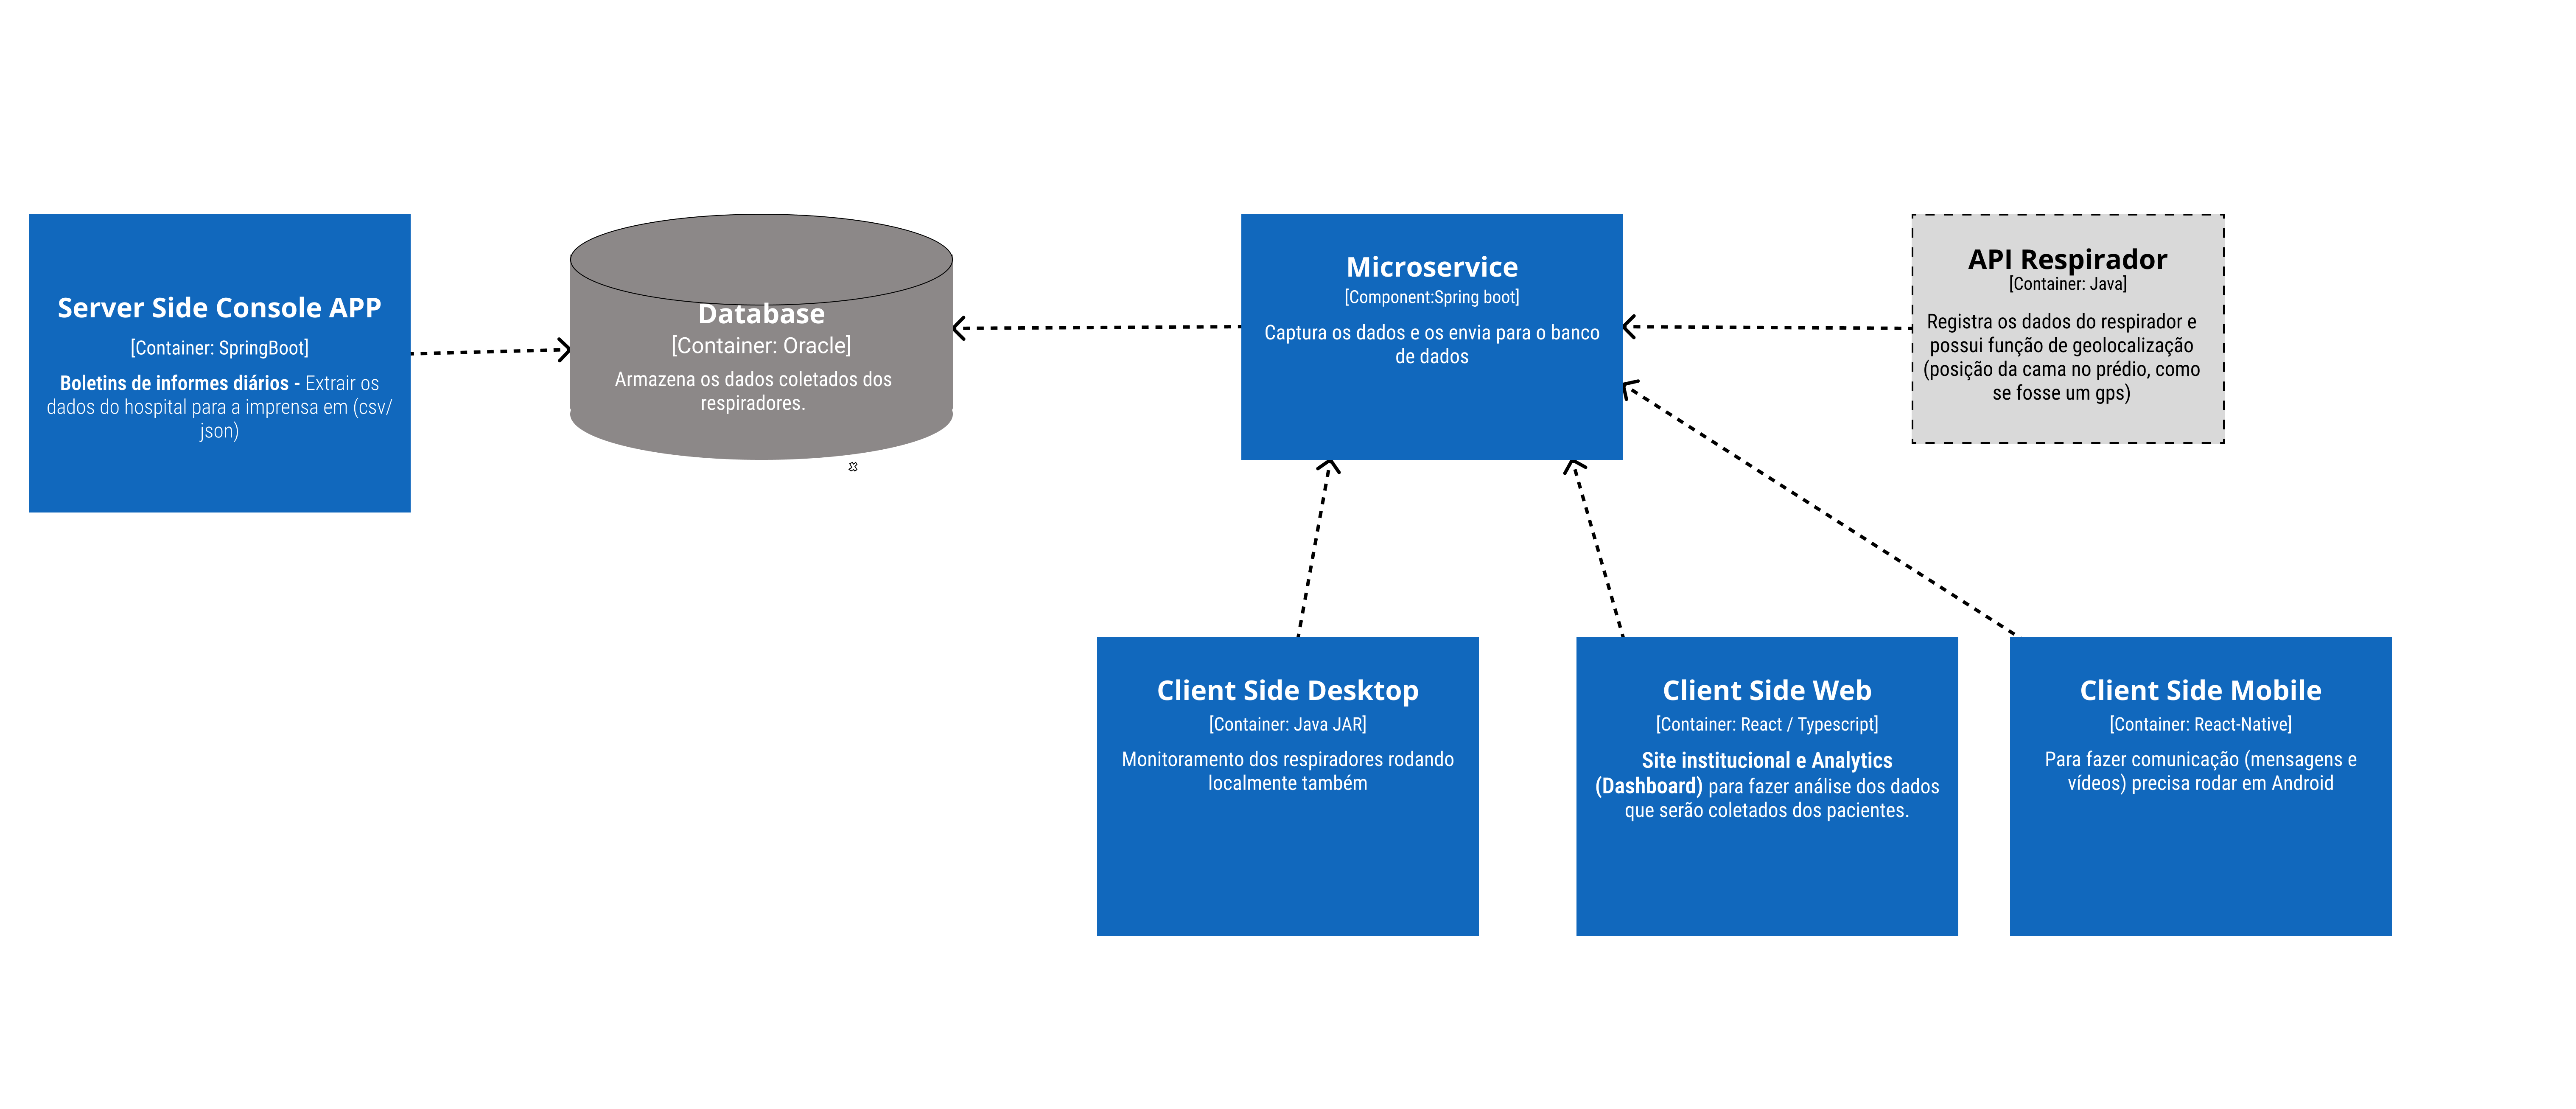 Server Side Console APP
[Container: SpringBoot]
Boletins de informes diários - Extrair os
dados do hospital para a imprensa em (csv/
json)
Database
[Container: Oracle]
Armazena os dados coletados dos
respiradores.
Microservice
[Component:Spring boot]
Captura os dados e os envia para o banco
de dados
API Respirador
[Container: Java]
Registra os dados do respirador e
possui função de geolocalização
(posição da cama no prédio, como
se fosse um gps)
Client Side Desktop
[Container: Java JAR]
Monitoramento dos respiradores rodando
localmente também
Client Side Web
[Container: React / Typescript]
Site institucional e Analytics
(Dashboard) para fazer análise dos dados
que serão coletados dos pacientes.
Client Side Mobile
[Container: React-Native]
Para fazer comunicação (mensagens e
vídeos) precisa rodar em Android